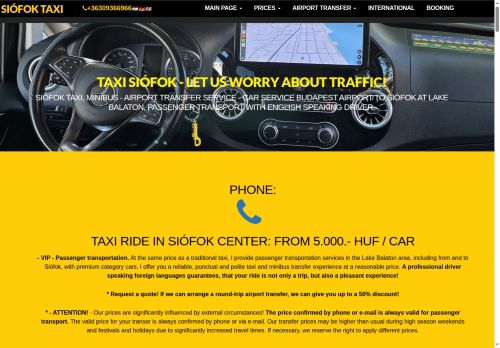 SIÓFOK TAXI
+36309366966
MAIN PAGE
PRICES
AIRPORT TRANSFER
INTERNATIONAL
BOOKING
TAXI SIÓFOK - LET US WORRY ABOUT TRAFFIC!
SIÓFOK TAXI, MINIBUS - AIRPORT TRANSFER SERVICE - CAR SERVICE BUDAPEST AIRPORT TO SIÓFOK AT LAKE
BALATON, PASSENGER TRANSPORT WITH ENGLISH SPEAKING DRIVER.
PHONE:
TAXI RIDE IN SIÓFOK CENTER: FROM 5.000.- HUF / CAR
- VIP - Passenger transportation. At the same price as a traditional taxi, I provide passenger transportation services in the Lake Balaton area, including from and to
Siófok, with premium category cars. I offer you a reliable, punctual and polite taxi and minibus transfer experience at a reasonable price. A professional driver
speaking foreign languages guarantees, that your ride is not only a trip, but also a pleasant experience!
* Request a quote! If we can arrange a round-trip airport transfer, we can give you up to a 50% discount!
* - ATTENTION! - Our prices are significantly influenced by external circumstances! The price confirmed by phone or e-mail is always valid for passenger
transport. The valid price for your transer is always confirmed by phone or via e-mail. Our transfer prices may be higher than usual during high season weekends
and festivals and holidays due to significantly increased travel times. If necessary, we reserve the right to apply different prices.